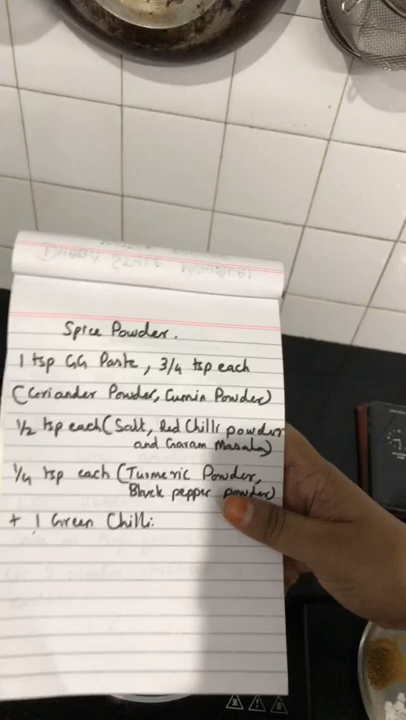 Spice Powder.
1 tsp GG Paste, 3/4 tsp each
(Coriander Powder, Cumin Powder)
1/2 tsp each (Salt, Red Chilli powder
and Garam Masala)
1/4 tsp each (Turmeric Powder,
Black pepper powder)
+ 1 Green Chilli